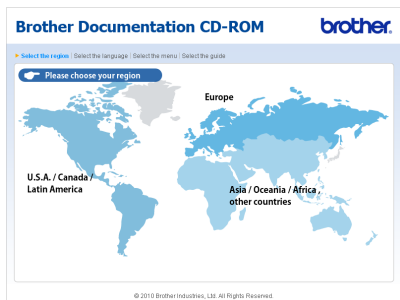 Brother Documentation CD-ROM
brother.
Select the region | Select the language | Select the menu | Select the guide
Please choose your region
Europe
U.S.A. / Canada /
Latin America
Asia / Oceania / Africa ,
other countries
© 2010 Brother Industries, Ltd. All Rights Reserved.